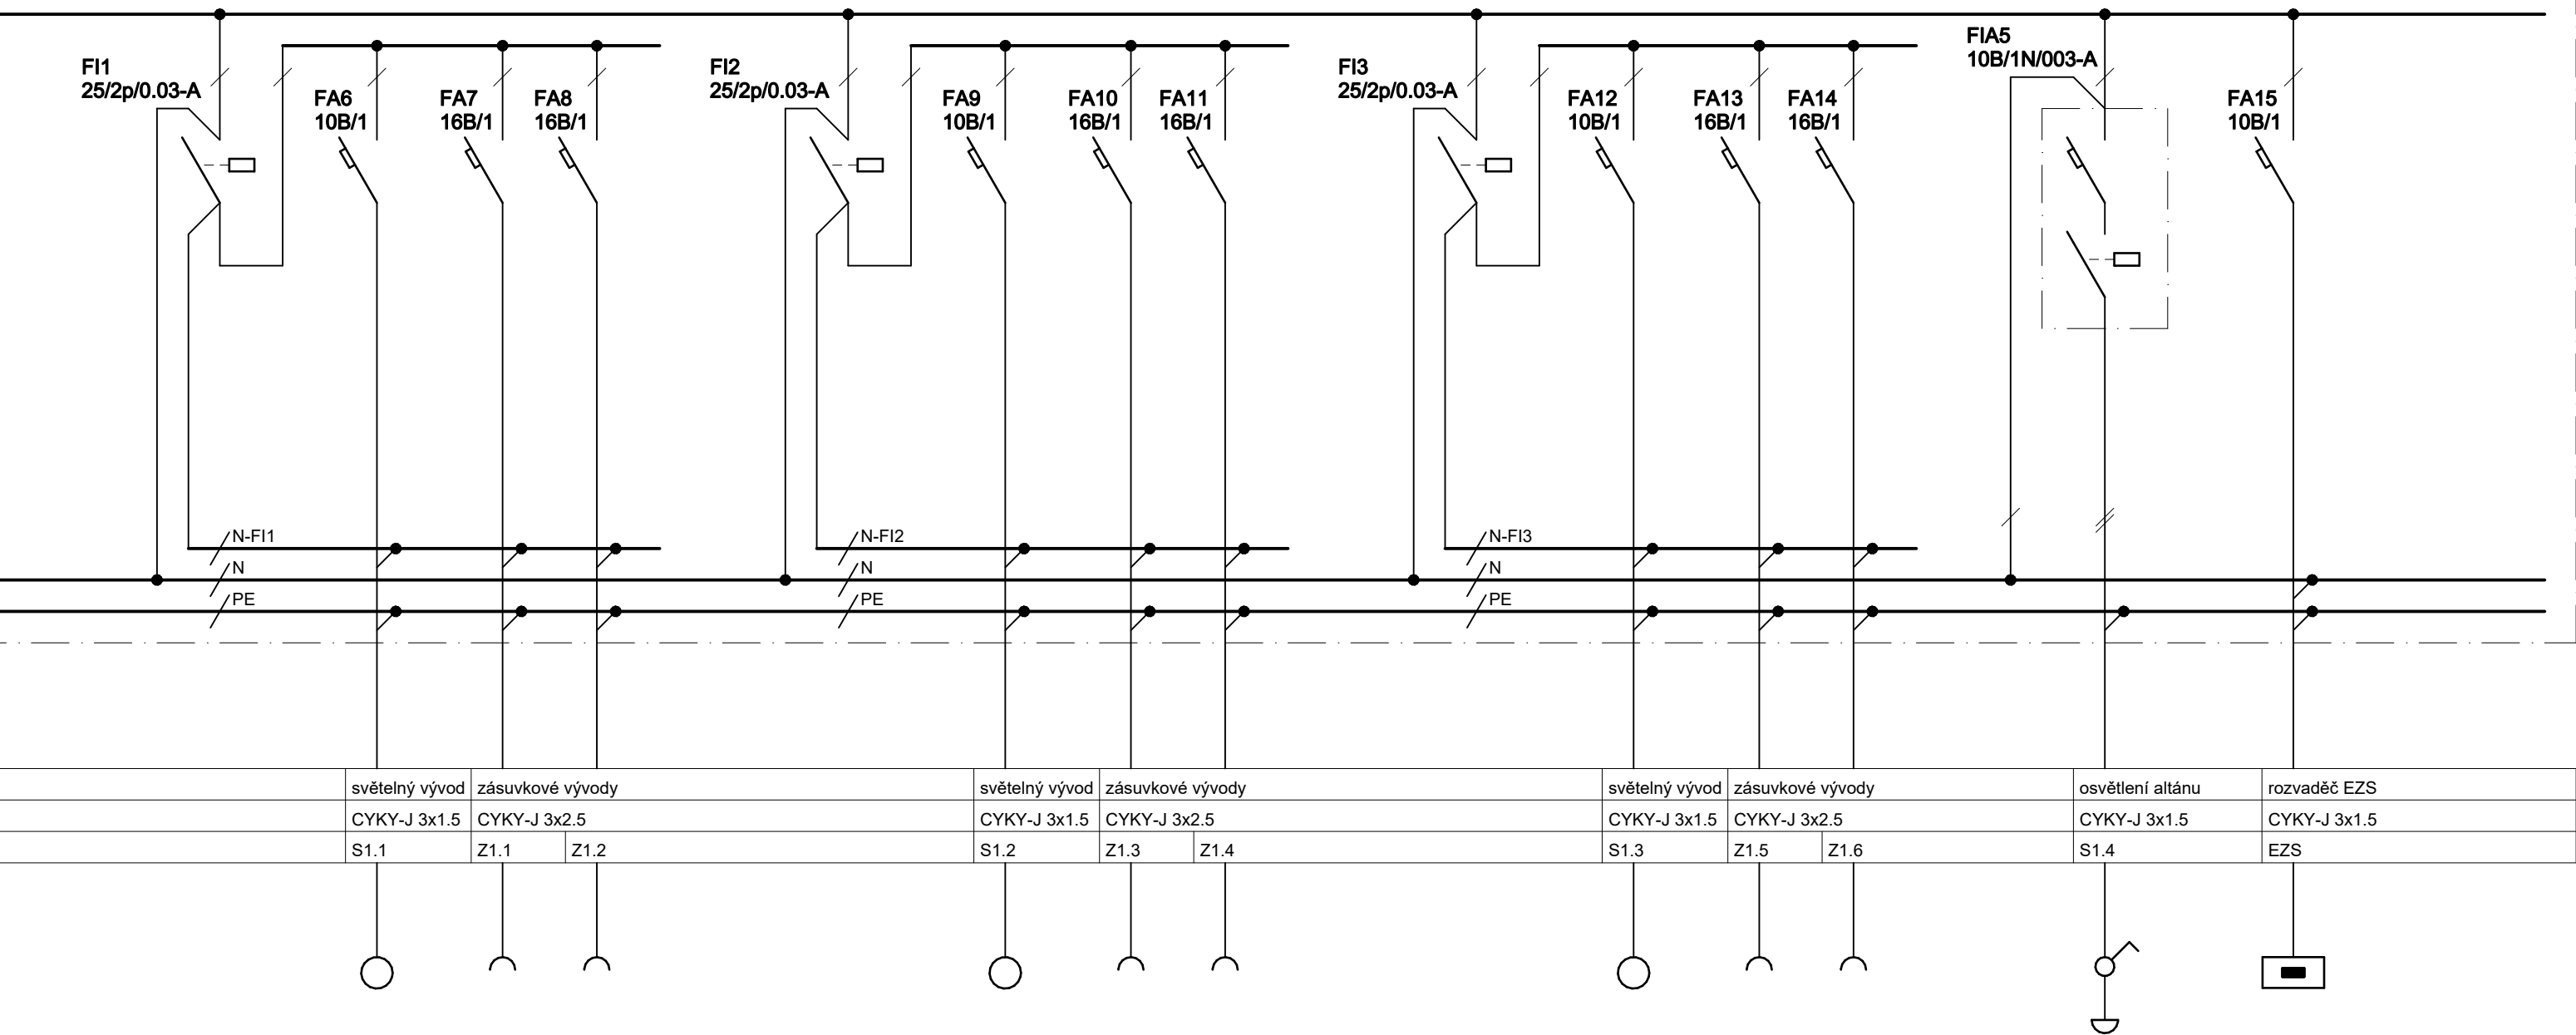 FI1
25/2p/0.03-A
FA6
10B/1
FA7
16B/1
FA8
16B/1
FI2
25/2p/0.03-A
FA9
10B/1
FA10
16B/1
FA11
16B/1
FI3
25/2p/0.03-A
FA12
10B/1
FA13
16B/1
FA14
16B/1
FIA5
10B/1N/003-A
FA15
10B/1
N-FI1
N
PE
N-FI2
N
PE
N-FI3
N
PE
světelný vývod zásuvkové vývody světelný vývod zásuvkové vývody světelný vývod zásuvkové vývody osvětlení altánu rozvaděč EZS
CYKY-J 3x1.5 CYKY-J 3x2.5 CYKY-J 3x1.5 CYKY-J 3x2.5 CYKY-J 3x1.5 CYKY-J 3x2.5 CYKY-J 3x1.5 CYKY-J 3x1.5
S1.1 Z1.1 Z1.2 S1.2 Z1.3 Z1.4 S1.3 Z1.5 Z1.6 S1.4 EZS